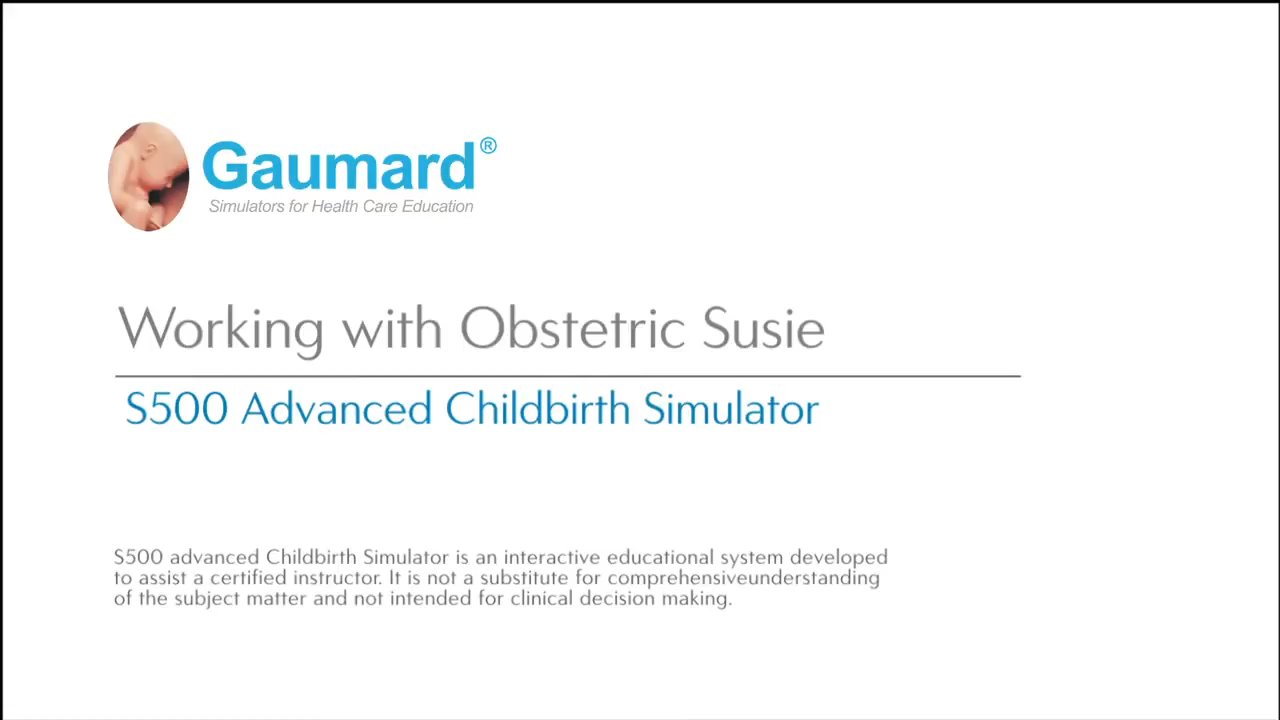 Gaumard®
Simulators for Health Care Education
Working with Obstetric Susie
S500 Advanced Childbirth Simulator
S500 advanced Childbirth Simulator is an interactive educational system developed
to assist a certified instructor. It is not a substitute for comprehensiveunderstanding
of the subject matter and not intended for clinical decision making.